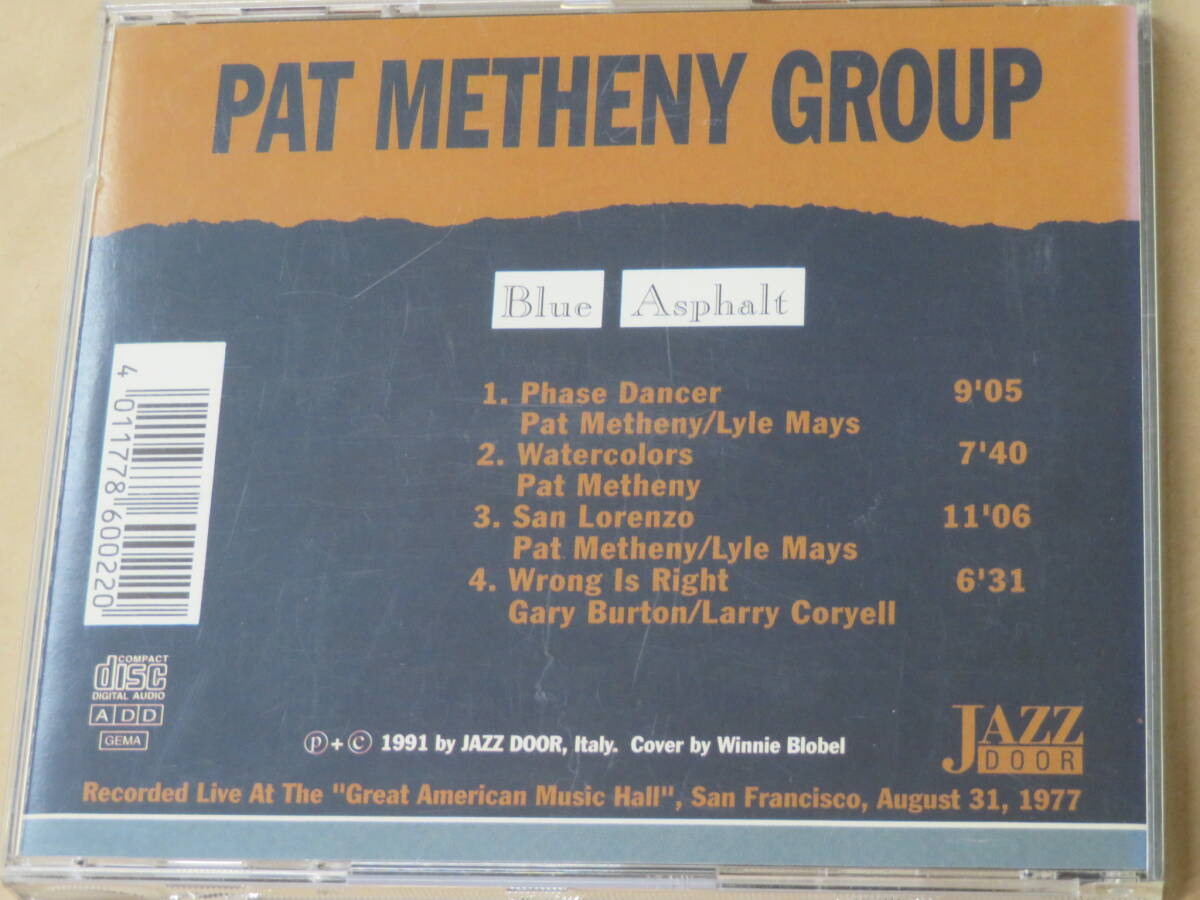 PAT METHENY GROUP
Blue Asphalt
1. Phase Dancer 9'05
Pat Metheny/Lyle Mays
2. Watercolors 7'40
Pat Metheny
3. San Lorenzo 11'06
Pat Metheny/Lyle Mays
4. Wrong Is Right 6'31
Gary Burton/Larry Coryell
4 011778 600220
COMPACT
disc
DIGITAL AUDIO
A D D
GEMA
℗ + © 1991 by JAZZ DOOR, Italy. Cover by Winnie Blobel
JAZZ
DOOR
Recorded Live At The "Great American Music Hall", San Francisco, August 31, 1977